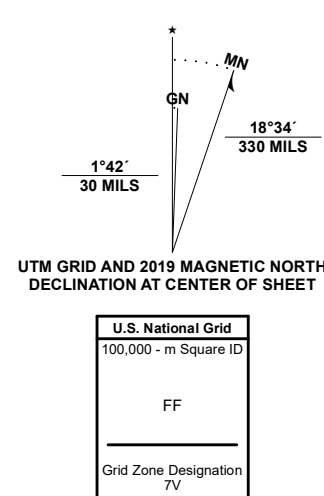 ★
MN
GN
18°34´
330 MILS
1°42´
30 MILS
UTM GRID AND 2019 MAGNETIC NORTH
DECLINATION AT CENTER OF SHEET
U.S. National Grid
100,000 - m Square ID
FF
Grid Zone Designation
7V